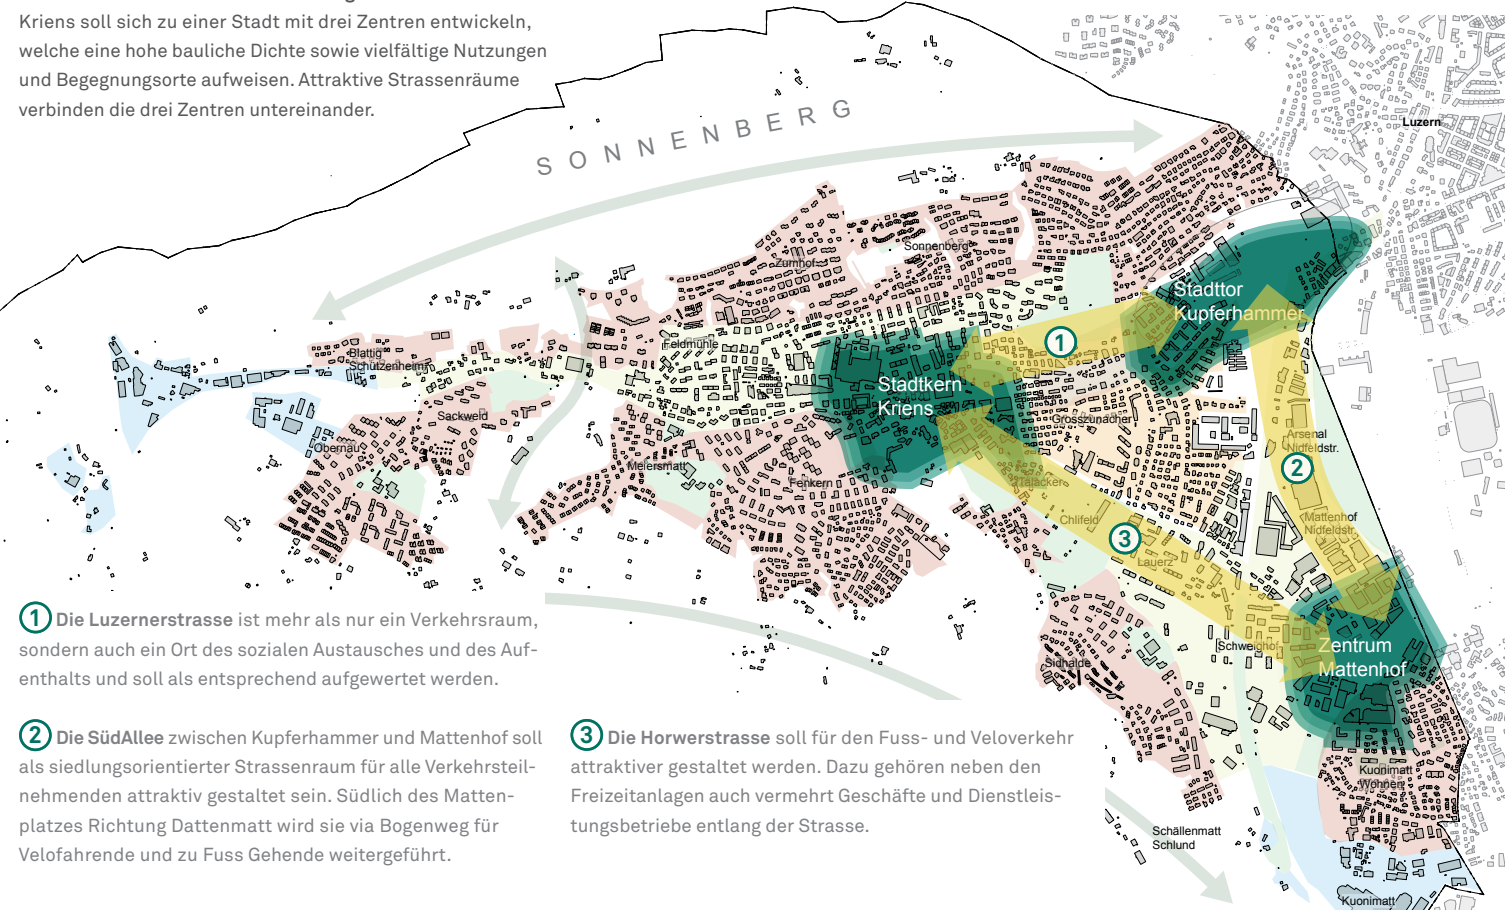 Kriens soll sich zu einer Stadt mit drei Zentren entwickeln,
welche eine hohe bauliche Dichte sowie vielfältige Nutzungen
und Begegnungsorte aufweisen. Attraktive Strassenräume
verbinden die drei Zentren untereinander.
SONNENBERG
Luzern
Sonnenberg
Zumhof
Stadttor
Kupferhammer
1
Feldmühle
Blattig
Schützenheim
Stadtkern
Kriens
Sackweid
Grosszunacher
Obernau
Arsenal
Nidfeldstr.
Meiersmatt
2
Fenkern
Chlifeld
Mattenhof
Nidfeldstr.
3
Lauerz
Schweighof
Zentrum
Mattenhof
Sidhalde
Kuonimatt
Wohnen
Schällenmatt
Schlund
Kuonimatt
1 Die Luzernerstrasse ist mehr als nur ein Verkehrsraum,
sondern auch ein Ort des sozialen Austausches und des Auf-
enthalts und soll als entsprechend aufgewertet werden.
2 Die SüdAllee zwischen Kupferhammer und Mattenhof soll
als siedlungsorientierter Strassenraum für alle Verkehrsteil-
nehmenden attraktiv gestaltet sein. Südlich des Matten-
platzes Richtung Dattenmatt wird sie via Bogenweg für
Velofahrende und zu Fuss Gehende weitergeführt.
3 Die Horwerstrasse soll für den Fuss- und Veloverkehr
attraktiver gestaltet werden. Dazu gehören neben den
Freizeitanlagen auch vermehrt Geschäfte und Dienstleis-
tungsbetriebe entlang der Strasse.